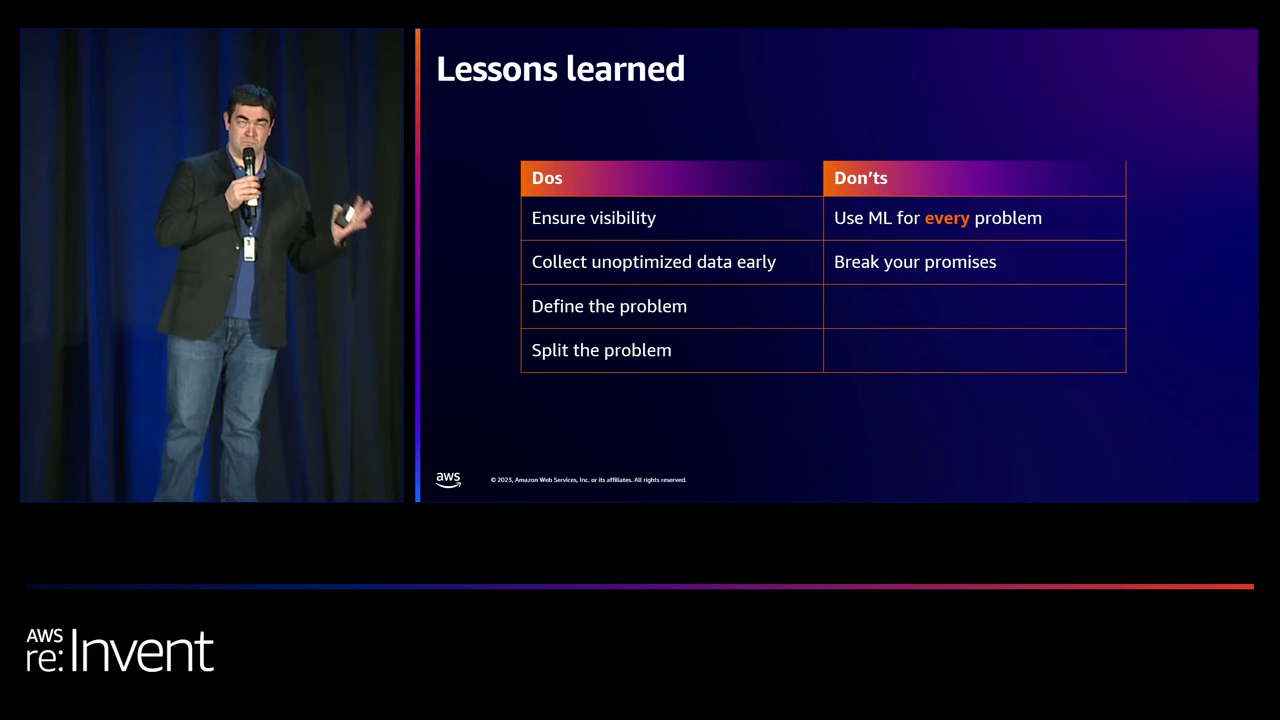 Lessons learned
Dos
Don'ts
Ensure visibility
Use ML for every problem
Collect unoptimized data early
Break your promises
Define the problem
Split the problem
aws
© 2023, Amazon Web Services, Inc. or its affiliates. All rights reserved.
AWS
re:Invent